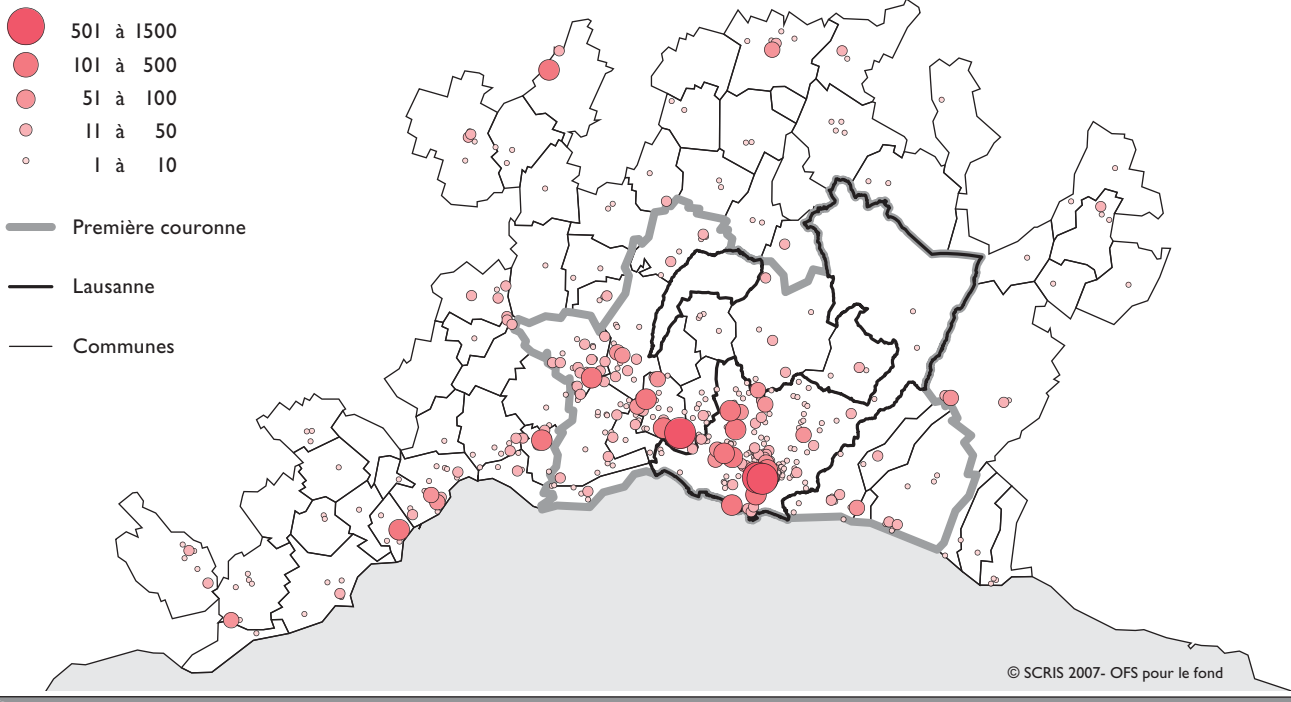 501 à 1500
101 à 500
51 à 100
11 à 50
1 à 10
Première couronne
Lausanne
Communes
© SCRIS 2007- OFS pour le fond